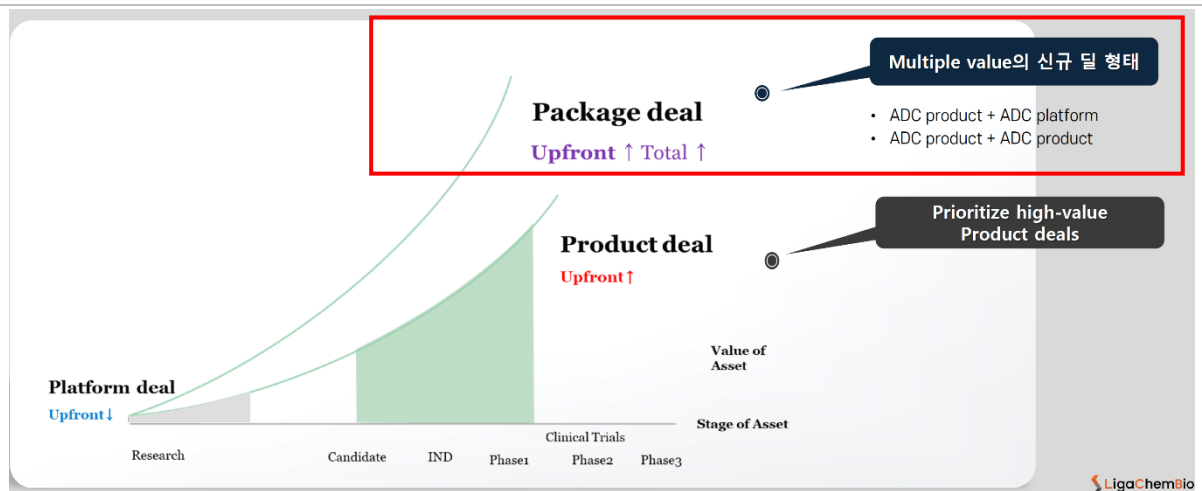 Multiple value의 신규 딜 형태
Package deal
Upfront ↑ Total ↑
• ADC product + ADC platform
• ADC product + ADC product
Prioritize high-value
Product deals
Product deal
Upfront↑
Value of
Asset
Platform deal
Upfront↓
Stage of Asset
Clinical Trials
Research
Candidate
IND
Phase1
Phase2
Phase3
LigaChemBio